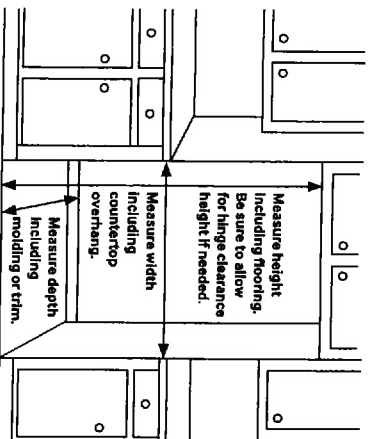 Measure height
including flooring.
Be sure to allow
for hinge clearance
height if needed.
Measure width
including
countertop
overhang.
Measure depth
including
molding or trim.